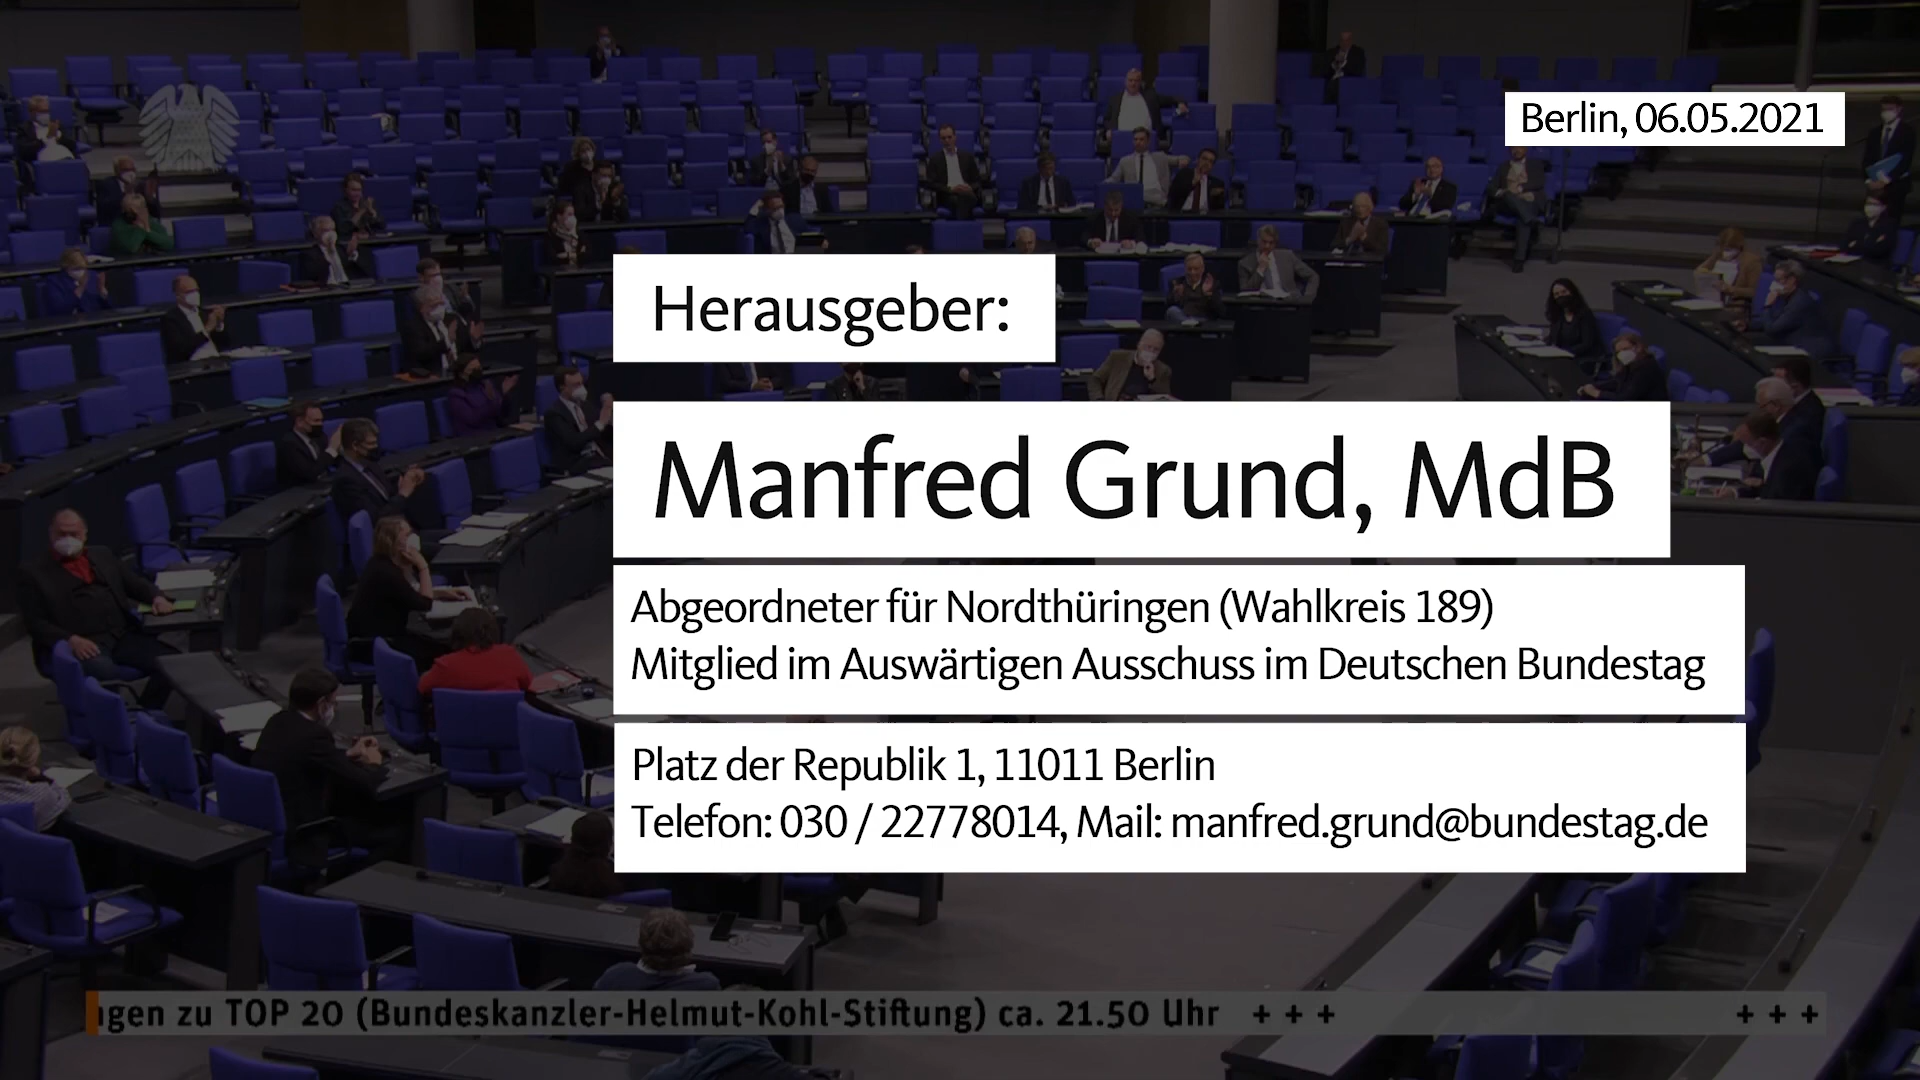 Berlin, 06.05.2021
Herausgeber:
Manfred Grund, MdB
Abgeordneter für Nordthüringen (Wahlkreis 189)
Mitglied im Auswärtigen Ausschuss im Deutschen Bundestag
Platz der Republik 1, 11011 Berlin
Telefon: 030 / 22778014, Mail: manfred.grund@bundestag.de
ngen zu TOP 20 (Bundeskanzler-Helmut-Kohl-Stiftung) ca. 21.50 Uhr + + + + + +